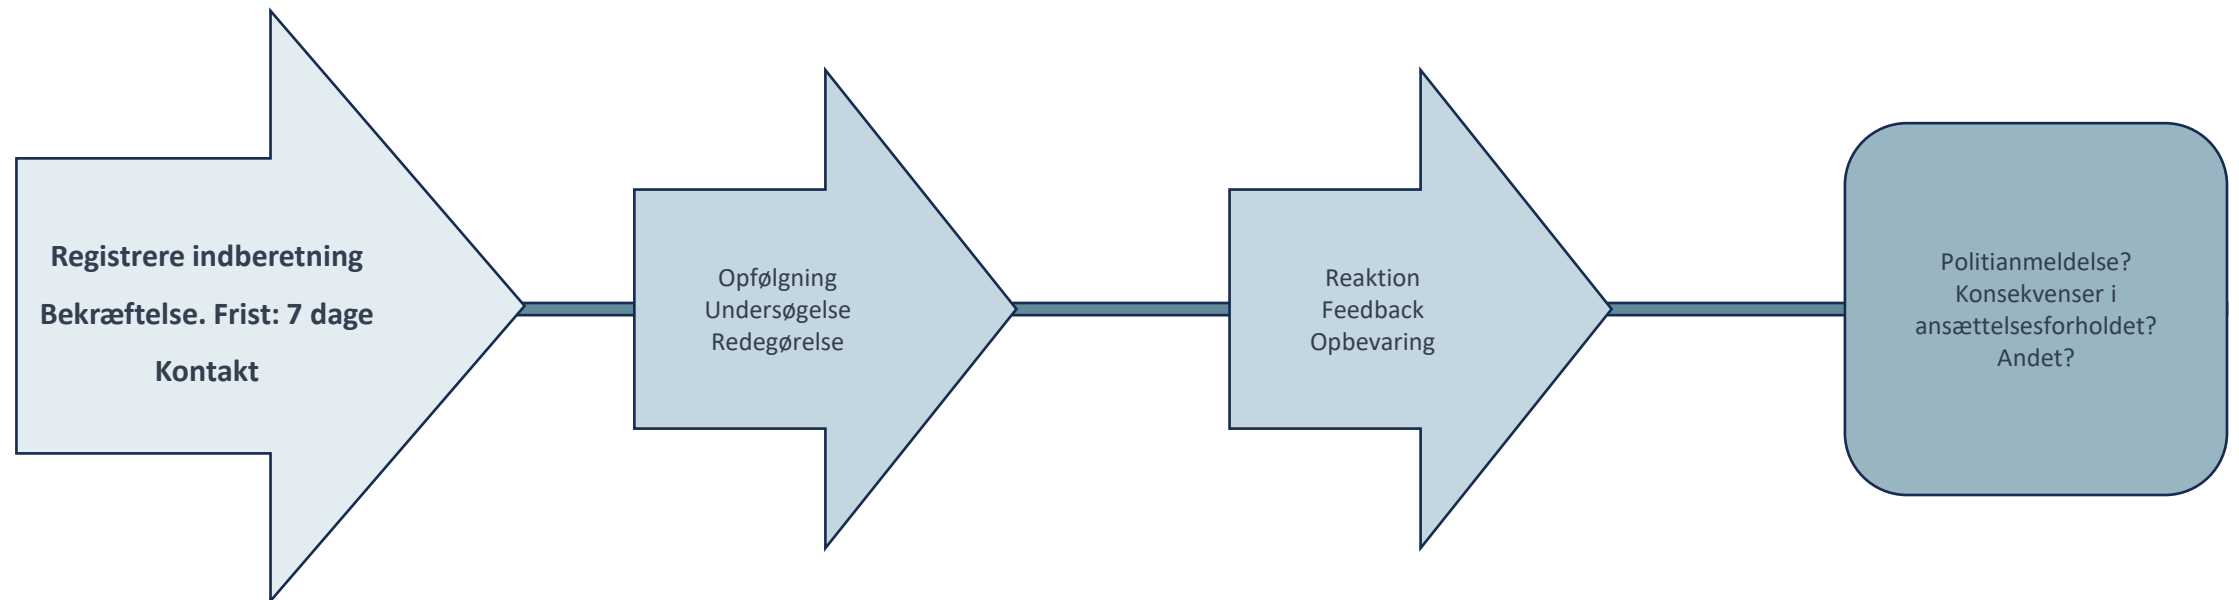 Registrere indberetning
Bekræftelse. Frist: 7 dage
Kontakt
Opfølgning
Undersøgelse
Redegørelse
Reaktion
Feedback
Opbevaring
Politianmeldelse?
Konsekvenser i
ansættelsesforholdet?
Andet?